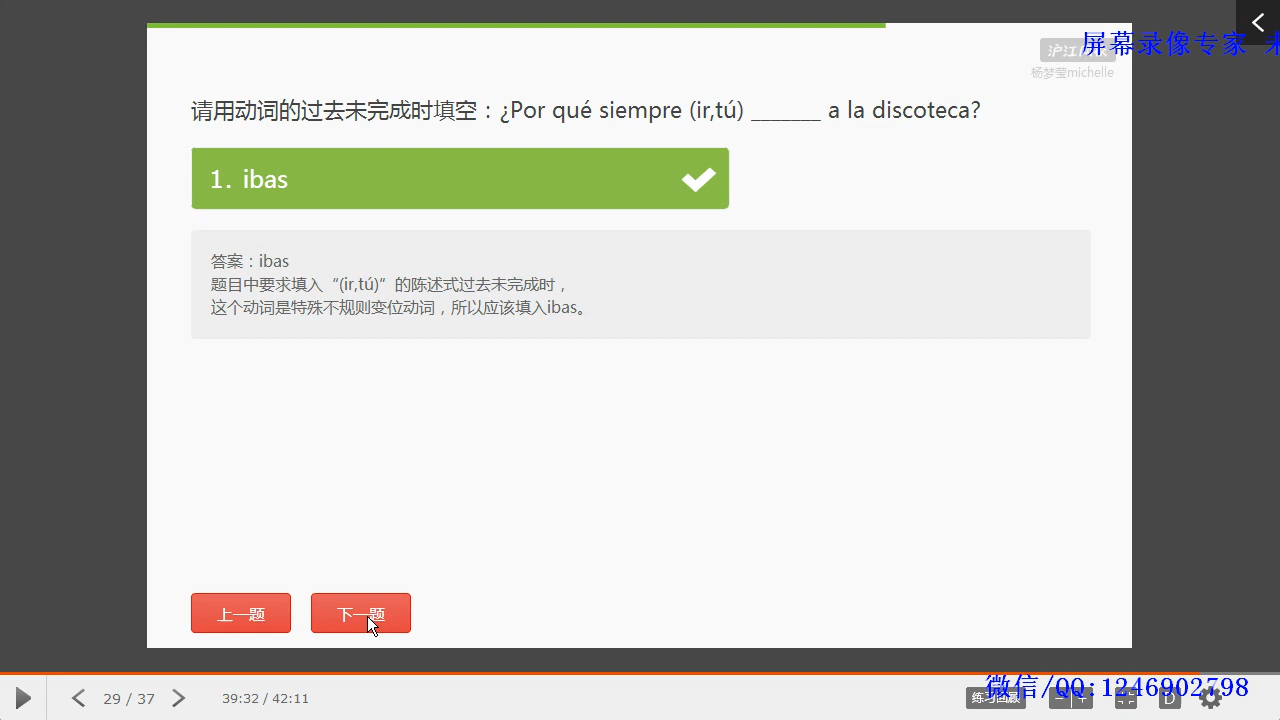 屏幕录像专家 未
沪江
杨梦莹michelle
请用动词的过去未完成时填空：¿Por qué siempre (ir,tú) _______ a la discoteca?
1. ibas
答案：ibas
题目中要求填入“(ir,tú)“的陈述式过去未完成时，
这个动词是特殊不规则变位动词，所以应该填入ibas。
上一题
下一题
29 / 37
39:32 / 42:11
微信/QQ:1246902798
练习回顾
D